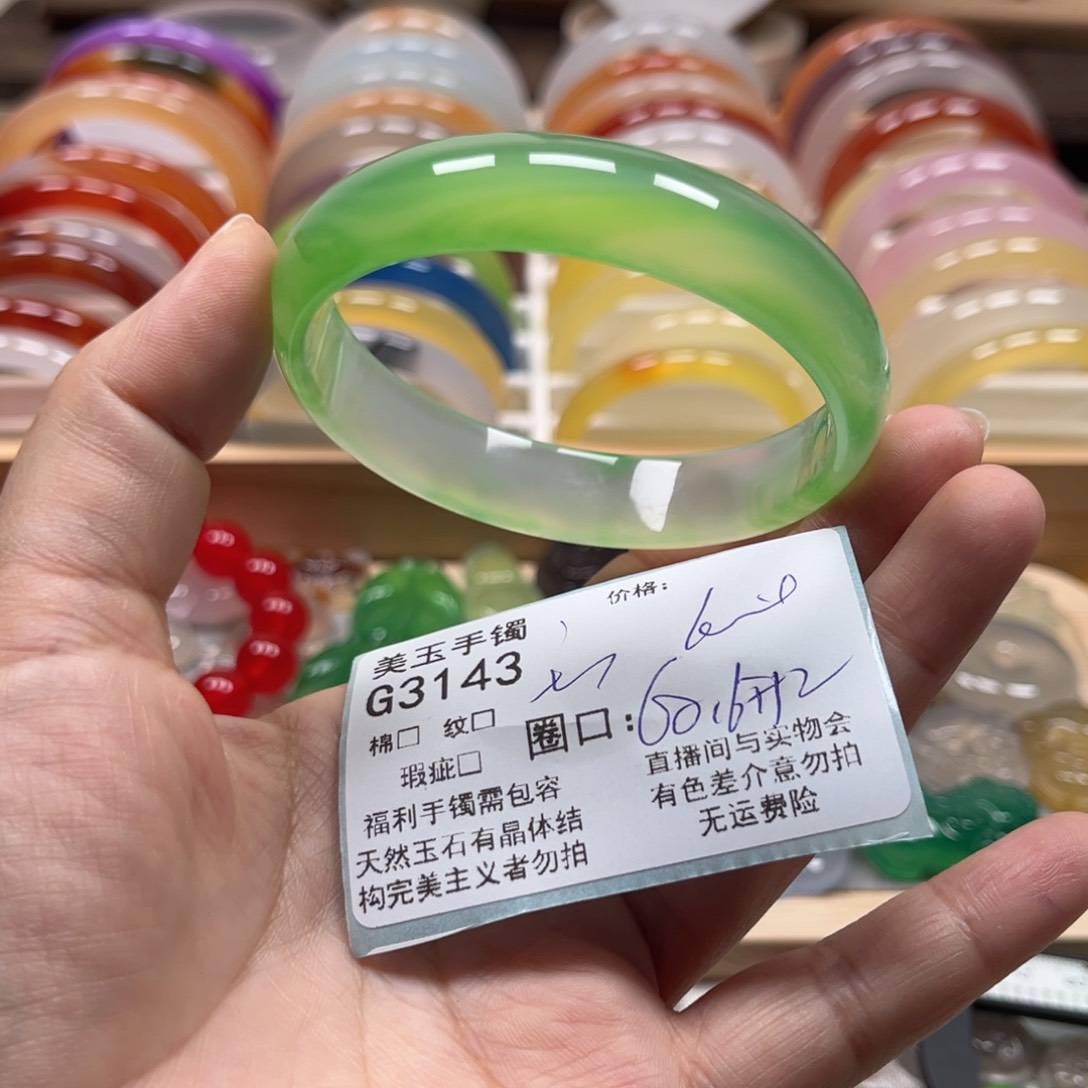 价格:
美玉手镯
G3143
棉□ 纹□
圈口:60.6
瑕疵□
福利手镯需包容
天然玉石有晶体结
构完美主义者勿拍
直播间与实物会
有色差介意勿拍
无运费险